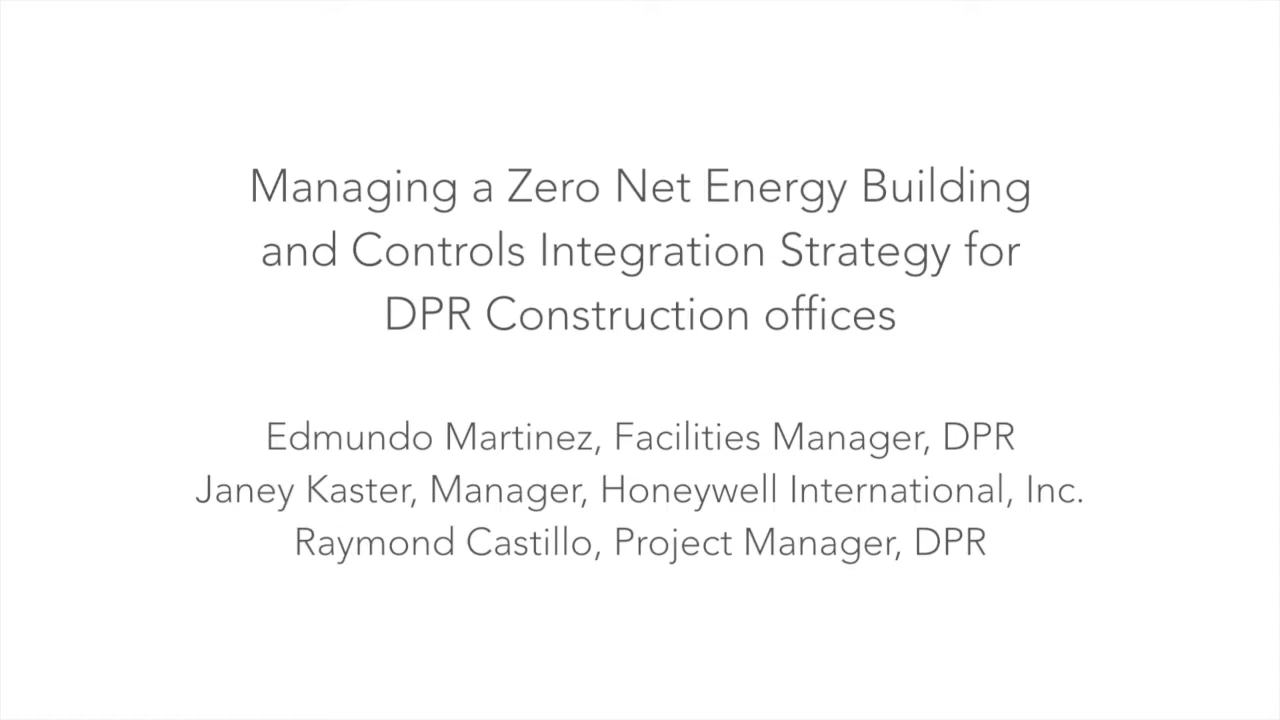 Managing a Zero Net Energy Building
and Controls Integration Strategy for
DPR Construction offices
Edmundo Martinez, Facilities Manager, DPR
Janey Kaster, Manager, Honeywell International, Inc.
Raymond Castillo, Project Manager, DPR